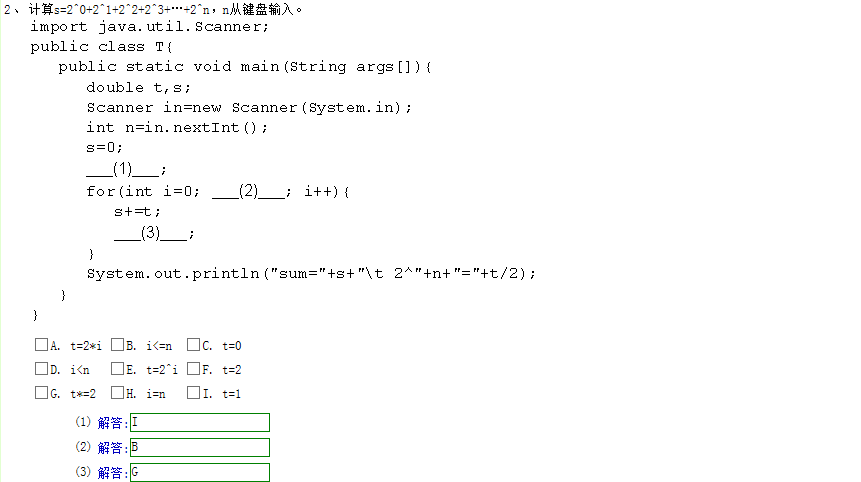 2、计算s=2^0+2^1+2^2+2^3+…+2^n，n从键盘输入。
import java.util.Scanner;
public class T{
public static void main(String args[]){
double t,s;
Scanner in=new Scanner(System.in);
int n=in.nextInt();
s=0;
___(1)___;
for(int i=0; ___(2)___; i++){
s+=t;
___(3)___;
}
System.out.println("sum="+s+"\t 2^"+n+"="+t/2);
}
}
A. t=2*i B. i<=n C. t=0
D. i<n E. t=2^i F. t=2
G. t*=2 H. i=n I. t=1
(1) 解答:I
(2) 解答:B
(3) 解答:G